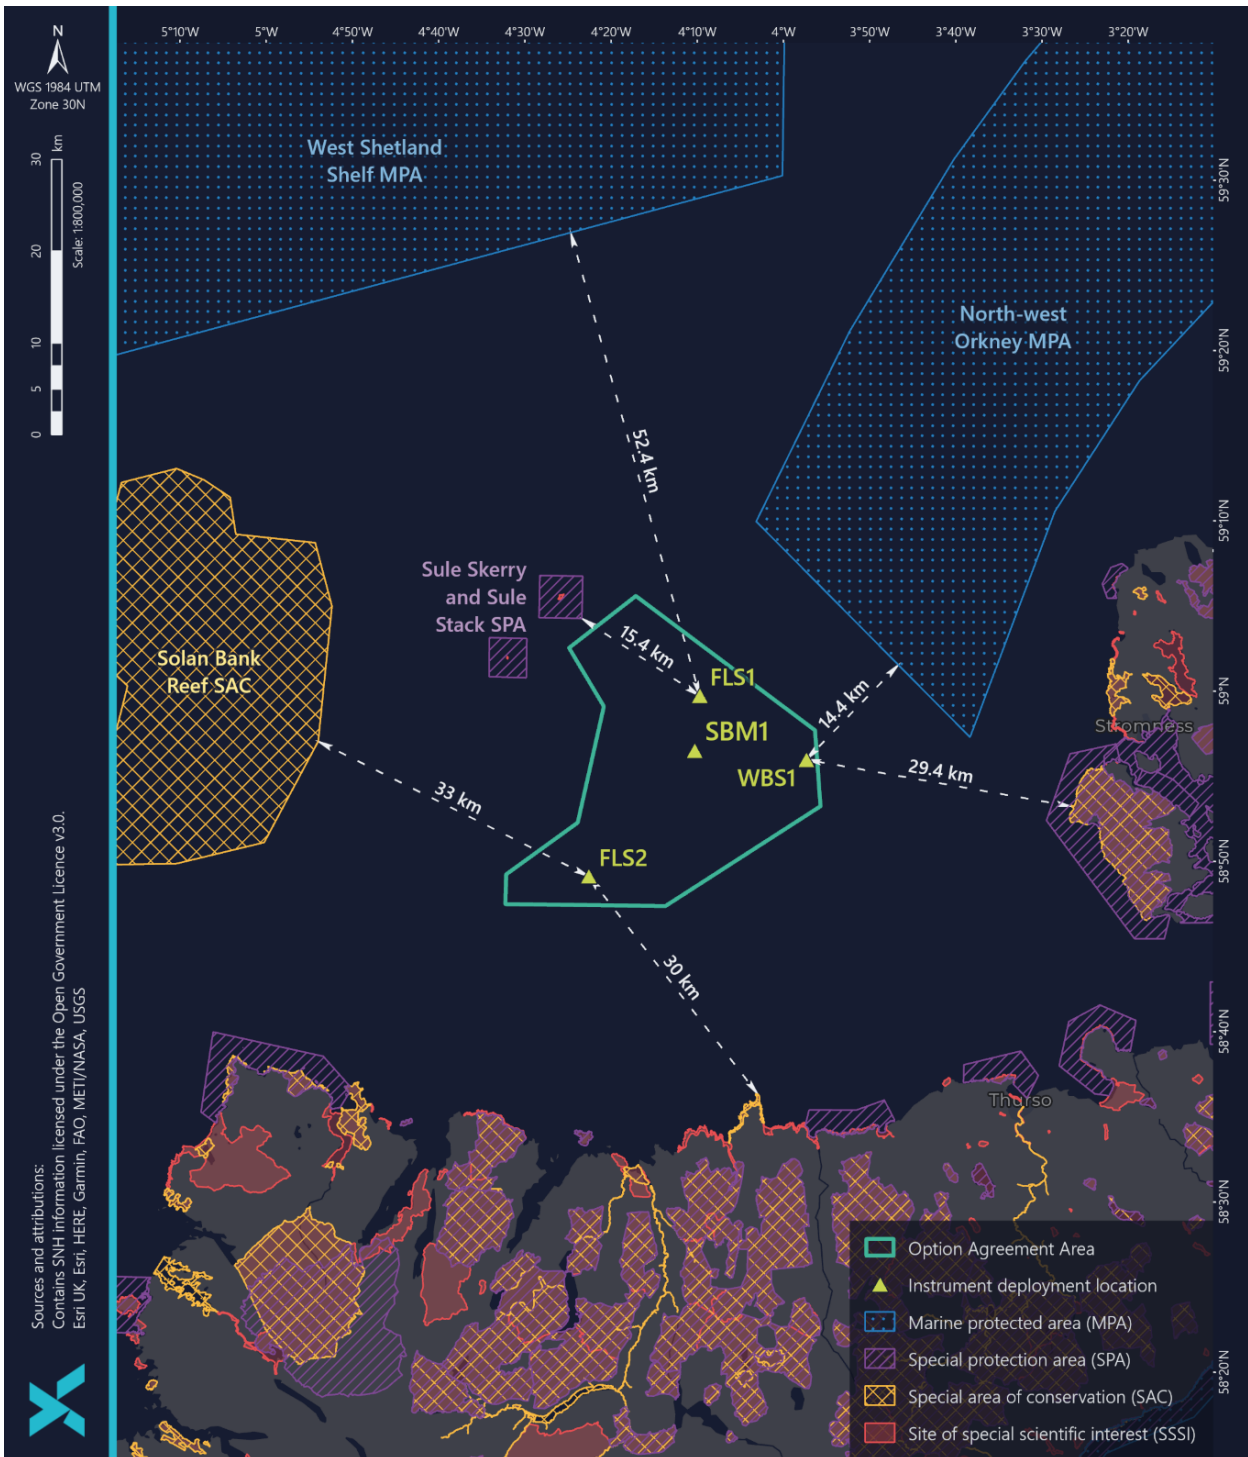 5°10'W 5°0'W 4°50'W 4°40'W 4°30'W 4°20'W 4°10'W 4°0'W 3°50'W 3°40'W 3°30'W 3°20'W
N
WGS 1984 UTM
Zone 30N
km
30
20
10
5
0
Scale: 1:800,000
West Shetland
Shelf MPA
North-west
Orkney MPA
59°30'N
59°20'N
59°10'N
59°N
58°50'N
58°40'N
58°30'N
58°20'N
52.4 km
Sule Skerry
and Sule
Stack SPA
15.4 km
Solan Bank
Reef SAC
FLS1
SBM1
WBS1
14.4 km
Stromness
29.4 km
33 km
FLS2
30 km
Thurso
Sources and attributions:
Contains SNH information licensed under the Open Government Licence v3.0.
Esri UK, Esri, HERE, Garmin, FAO, METI/NASA, USGS
Option Agreement Area
Instrument deployment location
Marine protected area (MPA)
Special protection area (SPA)
Special area of conservation (SAC)
Site of special scientific interest (SSSI)